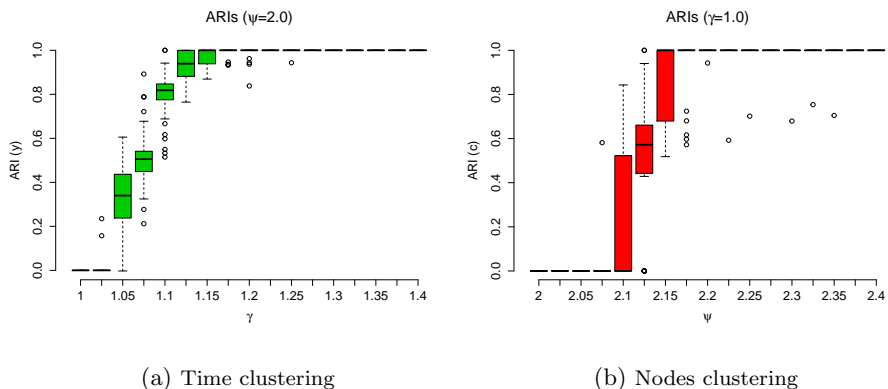 ARIs (ψ=2.0)
ARI (y)
0.0 0.2 0.4 0.6 0.8 1.0
1 1.05 1.1 1.15 1.2 1.25 1.3 1.35 1.4
γ
(a) Time clustering
ARIs (γ=1.0)
ARI (c)
0.0 0.2 0.4 0.6 0.8 1.0
2 2.05 2.1 2.15 2.2 2.25 2.3 2.35 2.4
ψ
(b) Nodes clustering